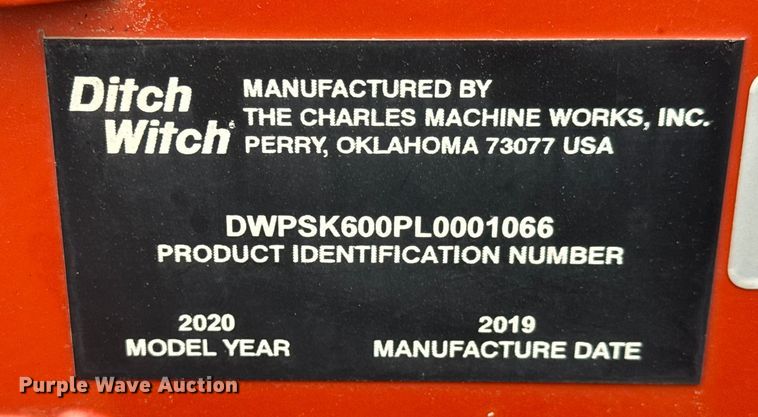 Ditch
Witch®
MANUFACTURED BY
THE CHARLES MACHINE WORKS, INC.
PERRY, OKLAHOMA 73077 USA
DWPSK600PL0001066
PRODUCT IDENTIFICATION NUMBER
2020
MODEL YEAR
2019
MANUFACTURE DATE
Purple Wave Auction